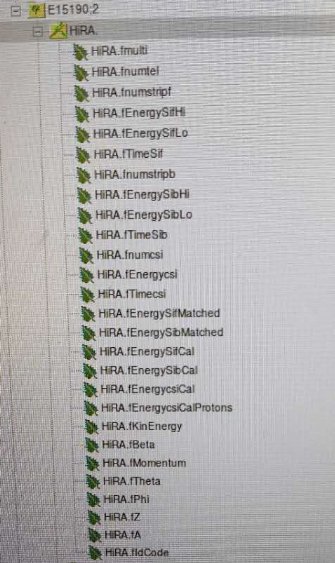 E15190;2
HiRA.
HiRA.fmulti
HiRA.fnumtel
HiRA.fnumstripf
HiRA.fEnergySifHi
HiRA.fEnergySifLo
HiRA.fTimeSif
HiRA.fnumstripb
HiRA.fEnergySibHi
HiRA.fEnergySibLo
HiRA.fTimeSib
HiRA.fnumcsi
HiRA.fEnergycsi
HiRA.fTimecsi
HiRA.fEnergySifMatched
HiRA.fEnergySibMatched
HiRA.fEnergySifCal
HiRA.fEnergySibCal
HiRA.fEnergycsiCal
HiRA.fEnergycsiCalProtons
HiRA.fKinEnergy
HiRA.fBeta
HiRA.fMomentum
HiRA.fTheta
HiRA.fPhi
HiRA.fZ
HiRA.fA
HiRA.fIdCode